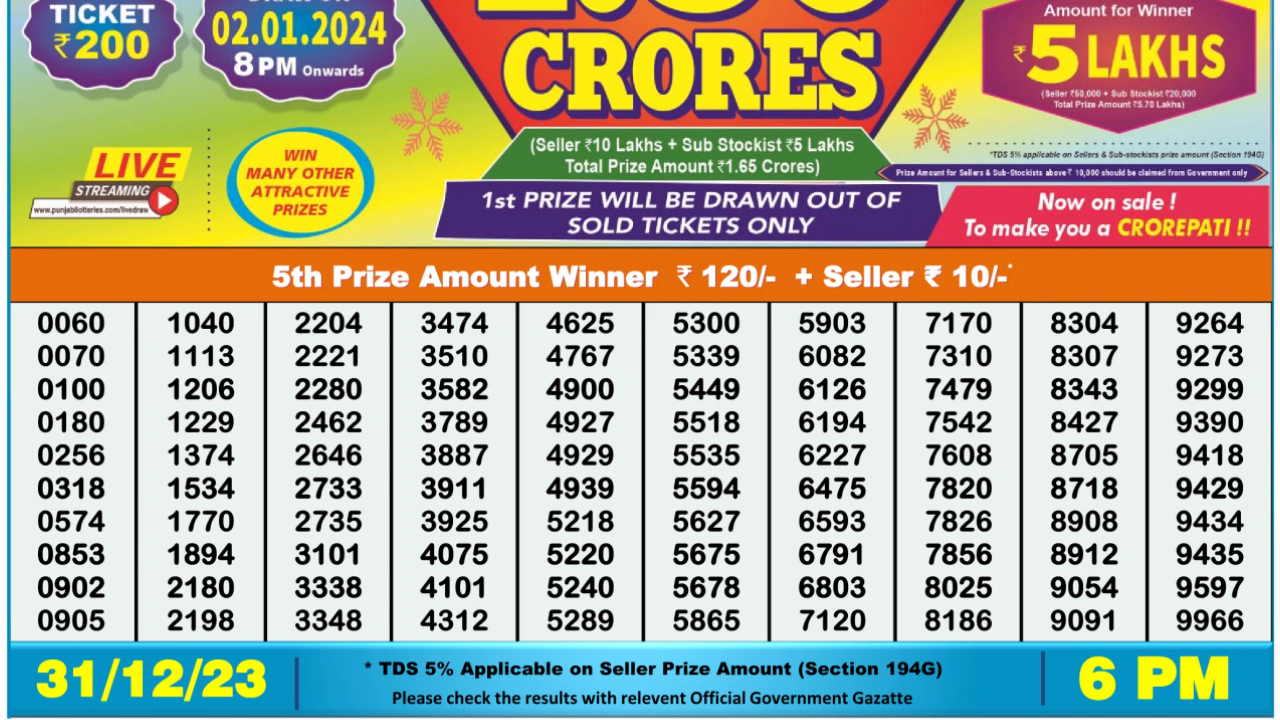 TICKET
₹200
02.01.2024
8 PM Onwards
CRORES
Amount for Winner
₹5 LAKHS
(Seller ₹50,000 + Sub Stockist ₹20,000
Total Prize Amount ₹5.70 Lakhs)
(Seller ₹10 Lakhs + Sub Stockist ₹5 Lakhs
Total Prize Amount ₹1.65 Crores)
*TDS 5% applicable on Sellers & Sub-stockists prize amount (Section 194G)
Prize Amount for Sellers & Sub-Stockists above ₹ 10,000 should be claimed from Government only
LIVE
STREAMING
www.punjablotteries.com/livedraw
WIN
MANY OTHER
ATTRACTIVE
PRIZES
1st PRIZE WILL BE DRAWN OUT OF
SOLD TICKETS ONLY
Now on sale !
To make you a CROREPATI !!
5th Prize Amount Winner ₹ 120/- + Seller ₹ 10/-*
0060 1040 2204 3474 4625 5300 5903 7170 8304 9264
0070 1113 2221 3510 4767 5339 6082 7310 8307 9273
0100 1206 2280 3582 4900 5449 6126 7479 8343 9299
0180 1229 2462 3789 4927 5518 6194 7542 8427 9390
0256 1374 2646 3887 4929 5535 6227 7608 8705 9418
0318 1534 2733 3911 4939 5594 6475 7820 8718 9429
0574 1770 2735 3925 5218 5627 6593 7826 8908 9434
0853 1894 3101 4075 5220 5675 6791 7856 8912 9435
0902 2180 3338 4101 5240 5678 6803 8025 9054 9597
0905 2198 3348 4312 5289 5865 7120 8186 9091 9966
31/12/23
* TDS 5% Applicable on Seller Prize Amount (Section 194G)
Please check the results with relevent Official Government Gazatte
6 PM